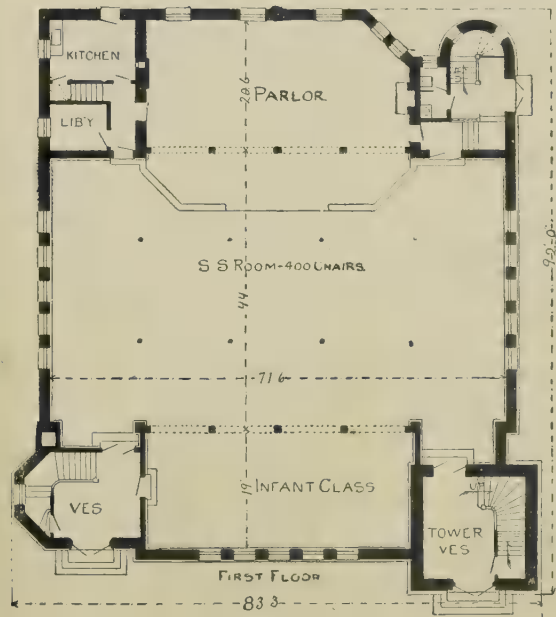 KITCHEN
LIB'Y
PARLOR
20.6
UP
S S ROOM-400 CHAIRS.
44
71 6
92.0
VES
19
INFANT CLASS
UP
TOWER
VES
FIRST FLOOR
83 3